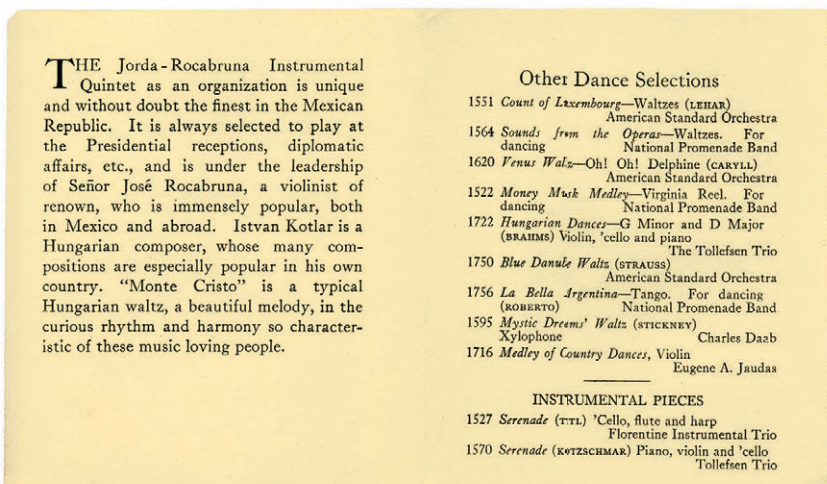 THE Jorda-Rocabruna Instrumental
Quintet as an organization is unique
and without doubt the finest in the Mexican
Republic. It is always selected to play at
the Presidential receptions, diplomatic
affairs, etc., and is under the leadership
of Señor José Rocabruna, a violinist of
renown, who is immensely popular, both
in Mexico and abroad. Istvan Kotlar is a
Hungarian composer, whose many com-
positions are especially popular in his own
country. "Monte Cristo" is a typical
Hungarian waltz, a beautiful melody, in the
curious rhythm and harmony so character-
istic of these music loving people.
Other Dance Selections
1551 Count of Luxembourg—Waltzes (LEHAR)
American Standard Orchestra
1564 Sounds from the Operas—Waltzes. For
dancing National Promenade Band
1620 Venus Walz—Oh! Oh! Delphine (CARYLL)
American Standard Orchestra
1522 Money Musk Medley—Virginia Reel. For
dancing National Promenade Band
1722 Hungarian Dances—G Minor and D Major
(BRAHMS) Violin, 'cello and piano
The Tollefsen Trio
1750 Blue Danube Waltz (STRAUSS)
American Standard Orchestra
1756 La Bella Argentina—Tango. For dancing
(ROBERTO) National Promenade Band
1595 Mystic Dreams' Waltz (STICKNEY)
Xylophone Charles Daab
1716 Medley of Country Dances, Violin
Eugene A. Jaudas
INSTRUMENTAL PIECES
1527 Serenade (TITL) 'Cello, flute and harp
Florentine Instrumental Trio
1570 Serenade (KOTZSCHMAR) Piano, violin and 'cello
Tollefsen Trio